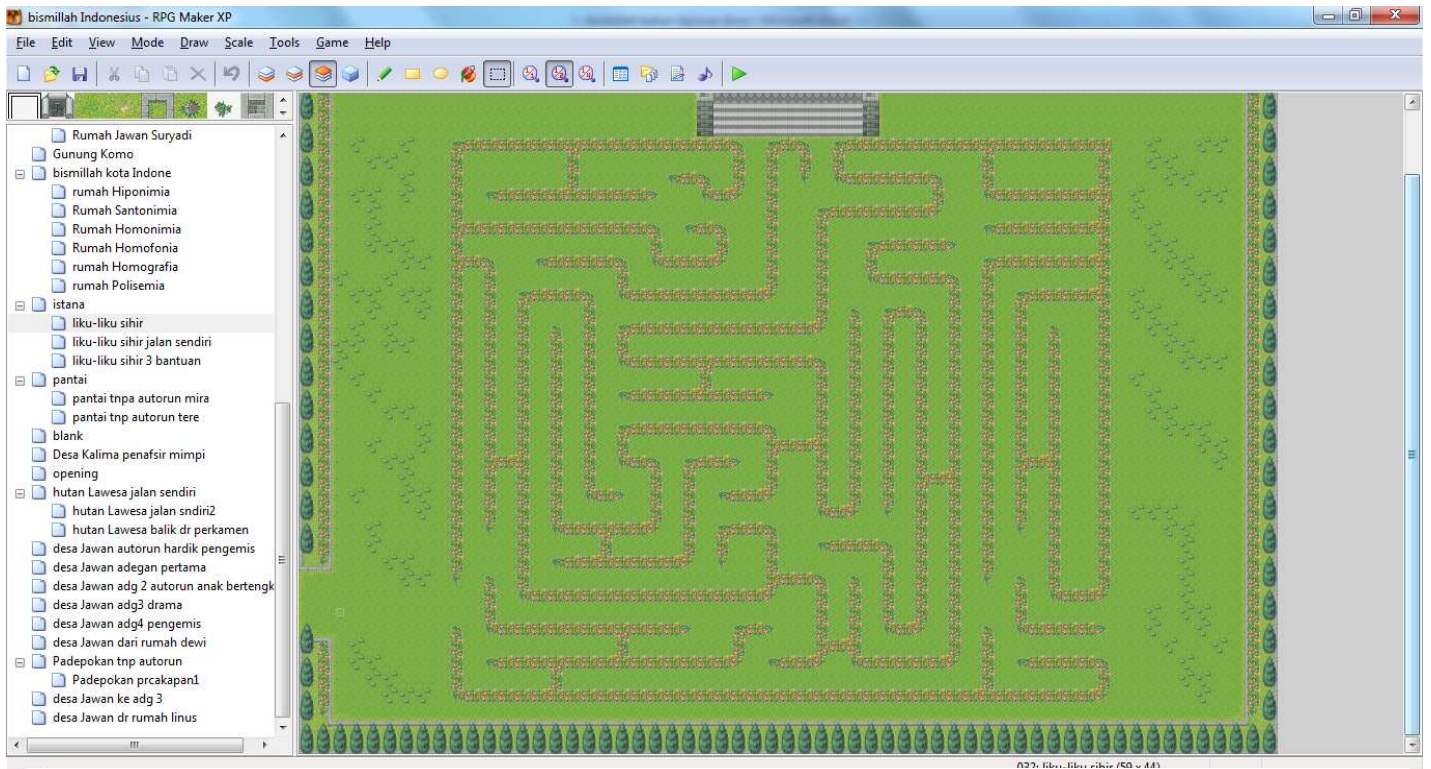 bismillah Indonesius - RPG Maker XP
File Edit View Mode Draw Scale Tools Game Help
Rumah Jawan Suryadi
Gunung Komo
bismillah kota Indone
rumah Hiponimia
Rumah Santonimia
Rumah Homonimia
Rumah Homofonia
rumah Homografia
rumah Polisemia
istana
liku-liku sihir
liku-liku sihir jalan sendiri
liku-liku sihir 3 bantuan
pantai
pantai tnpa autorun mira
pantai tnp autorun tere
blank
Desa Kalima penafsir mimpi
opening
hutan Lawesa jalan sendiri
hutan Lawesa jalan sndiri2
hutan Lawesa balik dr perkamen
desa Jawan autorun hardik pengemis
desa Jawan adegan pertama
desa Jawan adg 2 autorun anak bertengk
desa Jawan adg3 drama
desa Jawan adg4 pengemis
desa Jawan dari rumah dewi
Padepokan tnp autorun
Padepokan prcakapan1
desa Jawan ke adg 3
desa Jawan dr rumah linus
032: liku-liku sihir (59 x 44)